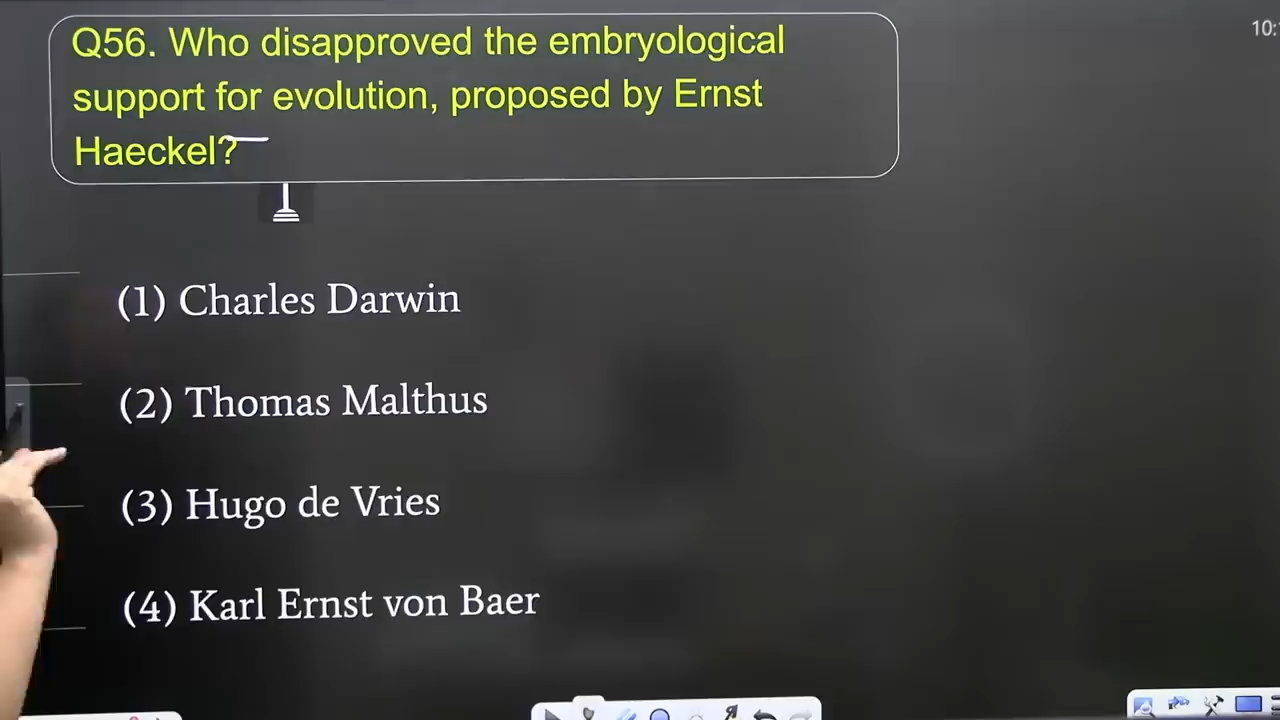 Q56. Who disapproved the embryological
support for evolution, proposed by Ernst
Haeckel?
10:
(1) Charles Darwin
(2) Thomas Malthus
(3) Hugo de Vries
(4) Karl Ernst von Baer